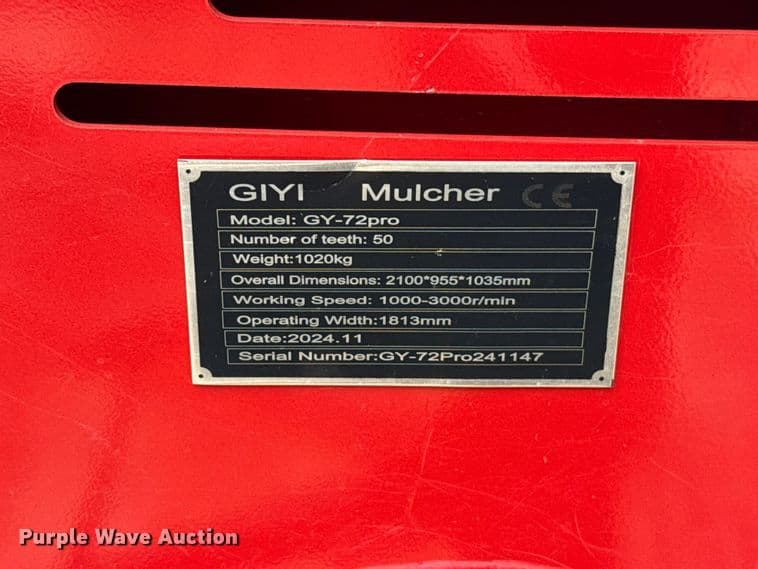 GIYI Mulcher CE
Model: GY-72pro
Number of teeth: 50
Weight:1020kg
Overall Dimensions: 2100*955*1035mm
Working Speed: 1000-3000r/min
Operating Width:1813mm
Date:2024.11
Serial Number:GY-72Pro241147
Purple Wave Auction